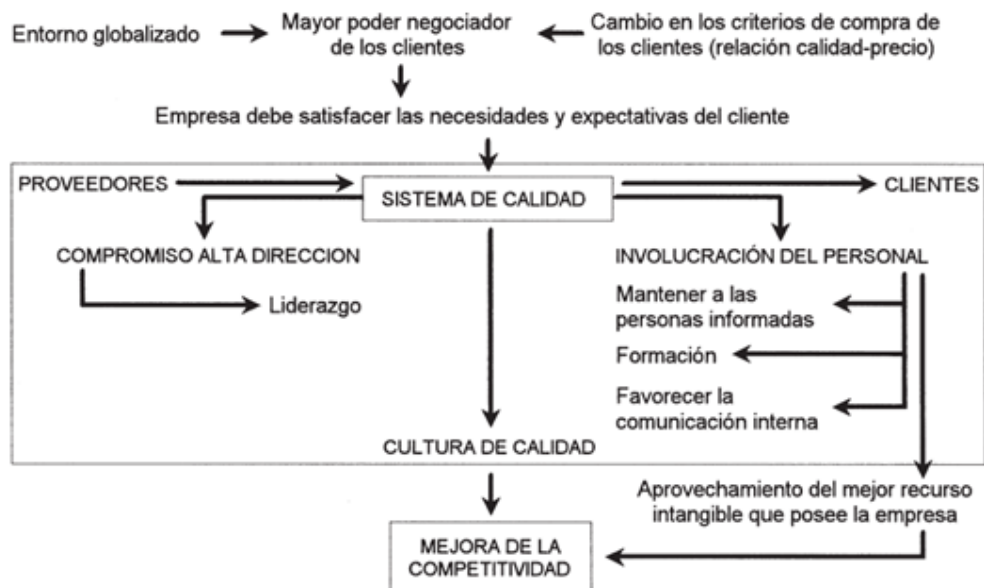 Entorno globalizado
Mayor poder negociador
de los clientes
Cambio en los criterios de compra de
los clientes (relación calidad-precio)
Empresa debe satisfacer las necesidades y expectativas del cliente
PROVEEDORES
SISTEMA DE CALIDAD
CLIENTES
COMPROMISO ALTA DIRECCION
INVOLUCRACIÓN DEL PERSONAL
Liderazgo
Mantener a las
personas informadas
Formación
Favorecer la
comunicación interna
CULTURA DE CALIDAD
Aprovechamiento del mejor recurso
intangible que posee la empresa
MEJORA DE LA
COMPETITIVIDAD